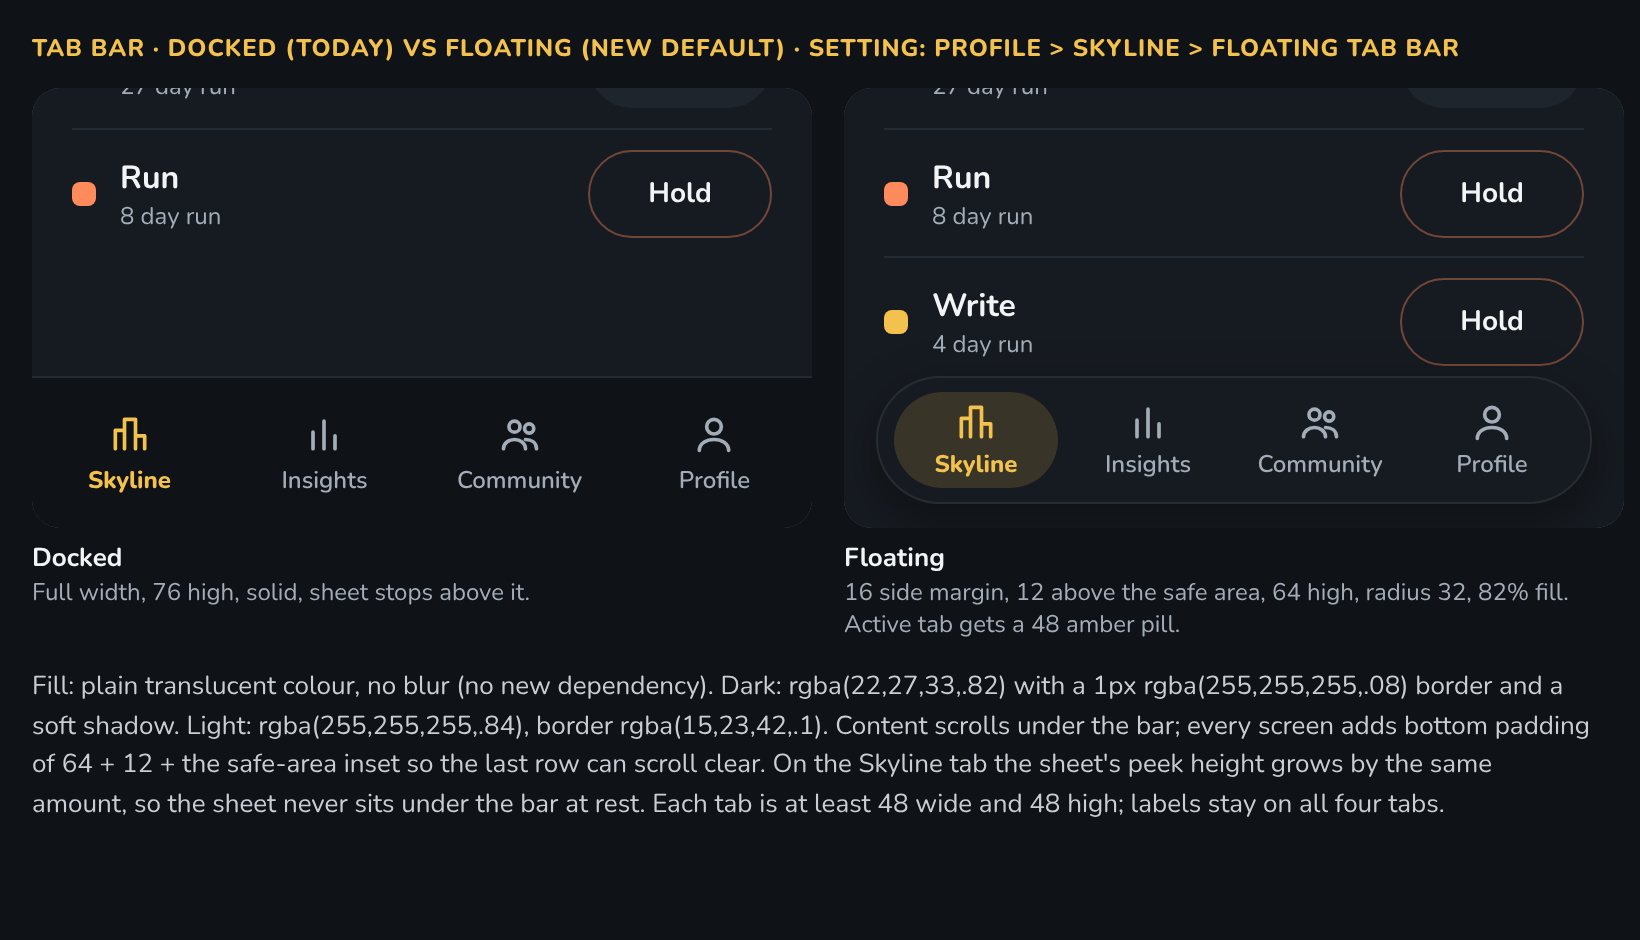 TAB BAR · DOCKED (TODAY) VS FLOATING (NEW DEFAULT) · SETTING: PROFILE > SKYLINE > FLOATING TAB BAR
27 day run
Run
8 day run
Hold
Skyline
Insights
Community
Profile
27 day run
Run
8 day run
Hold
Write
4 day run
Hold
Skyline
Insights
Community
Profile
Docked
Full width, 76 high, solid, sheet stops above it.
Floating
16 side margin, 12 above the safe area, 64 high, radius 32, 82% fill.
Active tab gets a 48 amber pill.
Fill: plain translucent colour, no blur (no new dependency). Dark: rgba(22,27,33,.82) with a 1px rgba(255,255,255,.08) border and a
soft shadow. Light: rgba(255,255,255,.84), border rgba(15,23,42,.1). Content scrolls under the bar; every screen adds bottom padding
of 64 + 12 + the safe-area inset so the last row can scroll clear. On the Skyline tab the sheet's peek height grows by the same
amount, so the sheet never sits under the bar at rest. Each tab is at least 48 wide and 48 high; labels stay on all four tabs.